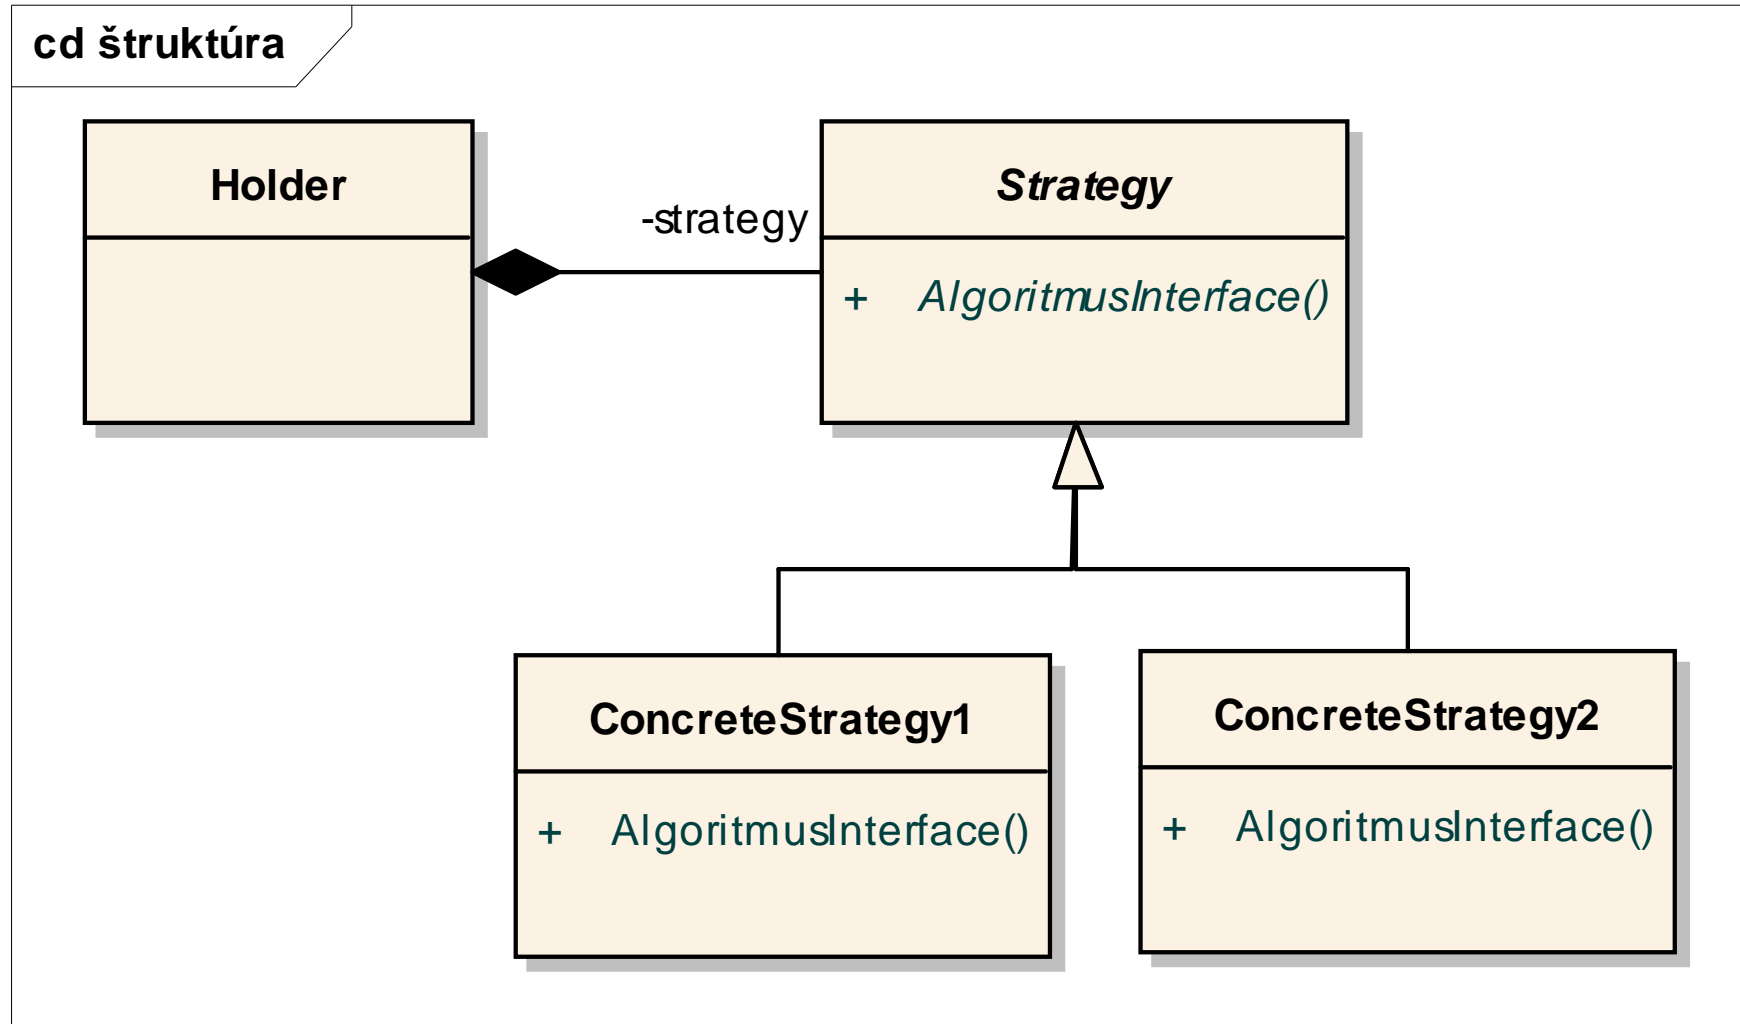 cd štruktúra
Holder
-strategy
Strategy
+ AlgoritmusInterface()
ConcreteStrategy1
+ AlgoritmusInterface()
ConcreteStrategy2
+ AlgoritmusInterface()